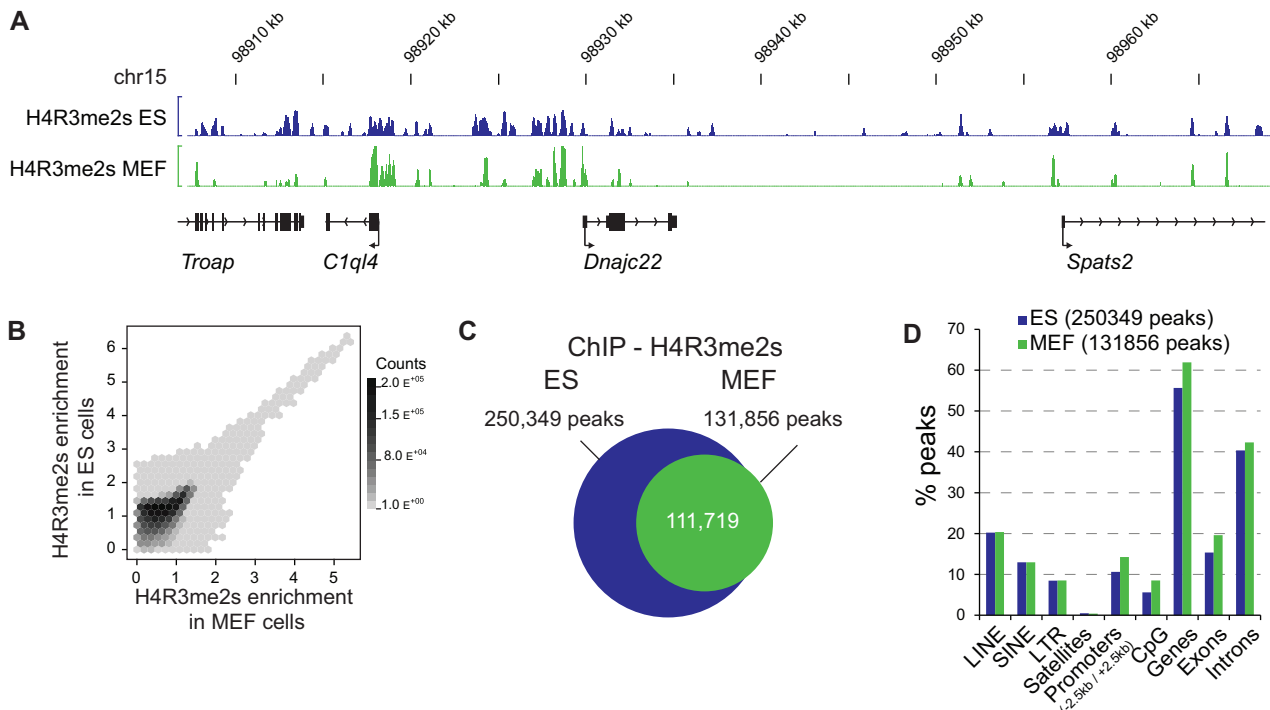 A
98910 kb
98920 kb
98930 kb
98940 kb
98950 kb
98960 kb
chr15
H4R3me2s ES
H4R3me2s MEF
Troap
C1ql4
Dnajc22
Spats2
B
H4R3me2s enrichment
in ES cells
6
5
4
3
2
1
0
0
1
2
3
4
5
H4R3me2s enrichment
in MEF cells
Counts
2.0 E+05
1.5 E+05
8.0 E+04
1.0 E+00
C
ChIP - H4R3me2s
ES
MEF
250,349 peaks
131,856 peaks
111,719
D
ES (250349 peaks)
MEF (131856 peaks)
% peaks
70
60
50
40
30
20
10
0
LINE
SINE
LTR
Satellites
Promoters
(-2.5kb / +2.5kb)
CpG
Genes
Exons
Introns